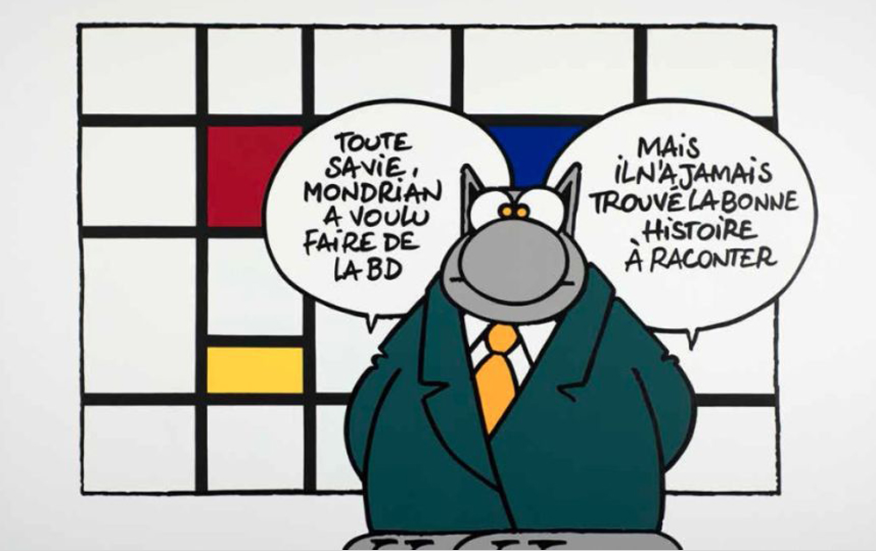 TOUTE
SA VIE,
MONDRIAN
A VOULU
FAIRE DE
LA BD
MAIS
IL N'A JAMAIS
TROUVÉ LA BONNE
HISTOIRE
À RACONTER